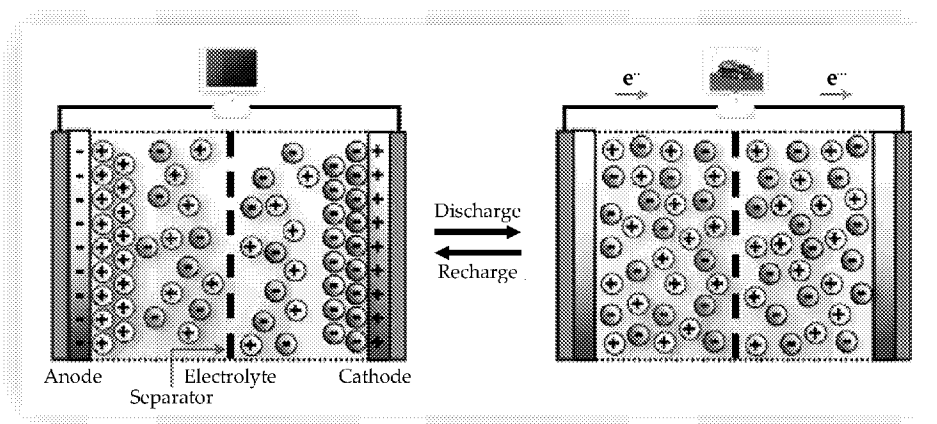 e⁻ e⁻
Discharge
Recharge
Anode Electrolyte Cathode
Separator